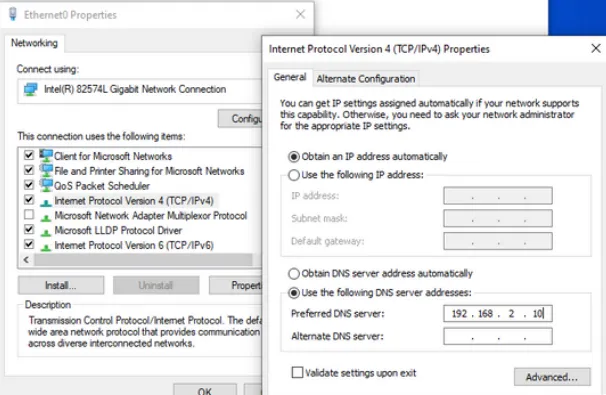 Ethernet0 Properties
Networking
Connect using:
Intel(R) 82574L Gigabit Network Connection
This connection uses the following items:
Client for Microsoft Networks
File and Printer Sharing for Microsoft Networks
QoS Packet Scheduler
Internet Protocol Version 4 (TCP/IPv4)
Microsoft Network Adapter Multiplexor Protocol
Microsoft LLDP Protocol Driver
Internet Protocol Version 6 (TCP/IPv6)
Install...
Uninstall
Description
Transmission Control Protocol/Internet Protocol. The
wide area network protocol that provides communication
across diverse interconnected networks.
OK
Internet Protocol Version 4 (TCP/IPv4) Properties
General
Alternate Configuration
You can get IP settings assigned automatically if your network supports
this capability. Otherwise, you need to ask your network administrator
for the appropriate IP settings.
Obtain an IP address automatically
Use the following IP address:
IP address:
Subnet mask:
Default gateway:
Obtain DNS server address automatically
Use the following DNS server addresses:
Preferred DNS server:
192 . 168 . 2 . 10
Alternate DNS server:
Validate settings upon exit
Advanced...